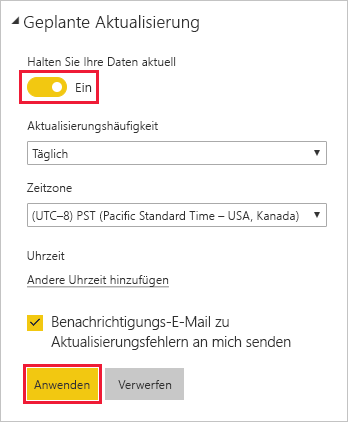 Geplante Aktualisierung
Halten Sie Ihre Daten aktuell
Ein
Aktualisierungshäufigkeit
Täglich
Zeitzone
(UTC–8) PST (Pacific Standard Time – USA, Kanada)
Uhrzeit
Andere Uhrzeit hinzufügen
Benachrichtigungs-E-Mail zu
Aktualisierungsfehlern an mich senden
Anwenden Verwerfen